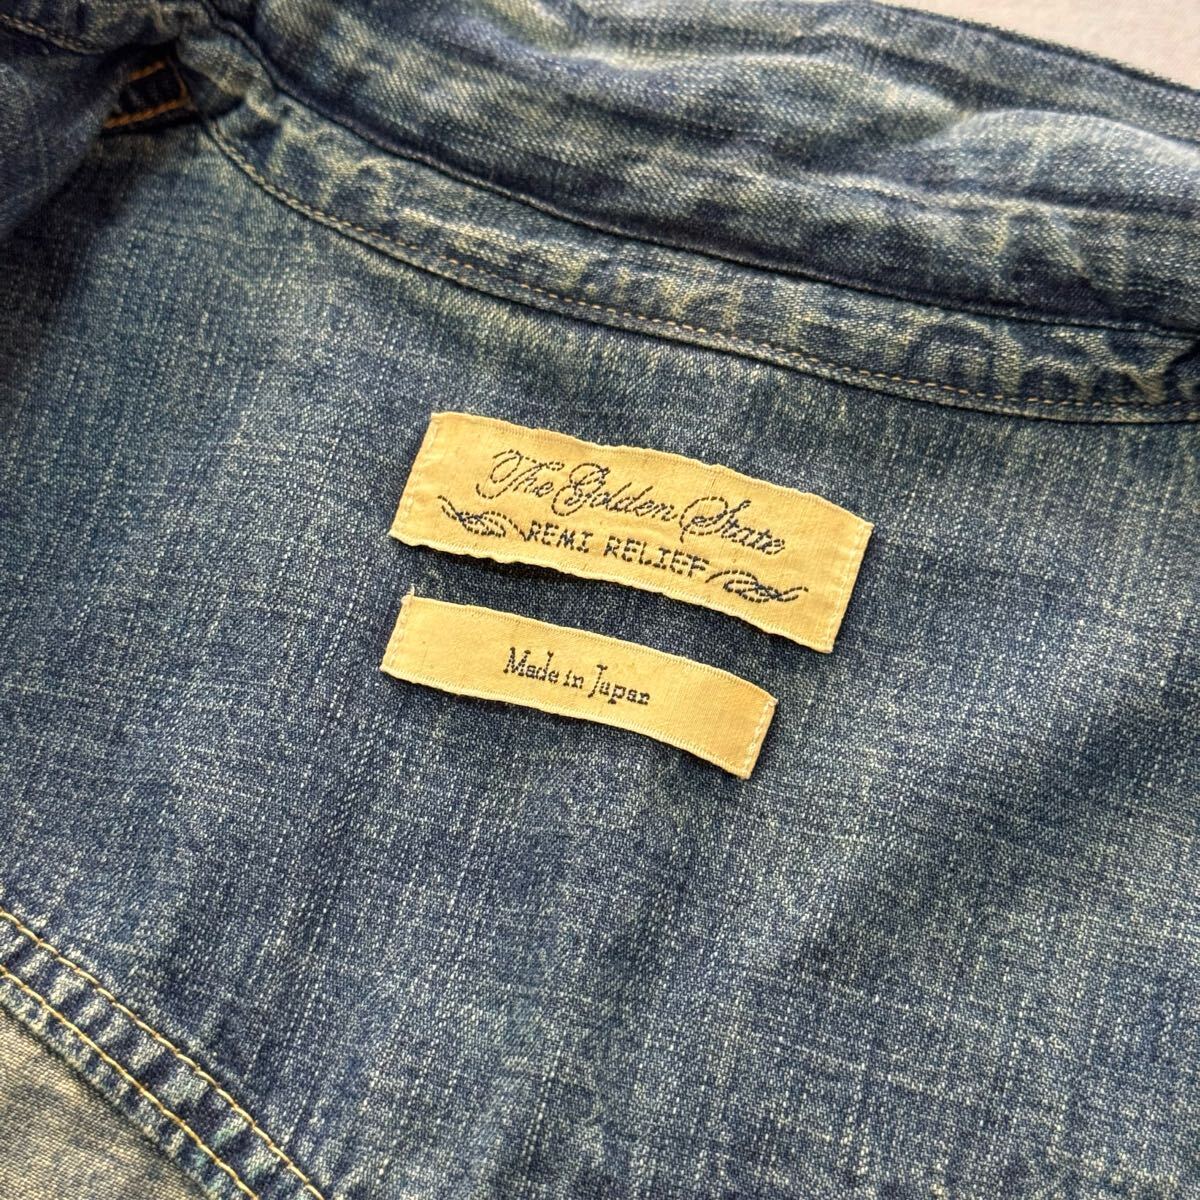 The Golden State
REMI RELIEF
Made in Japan